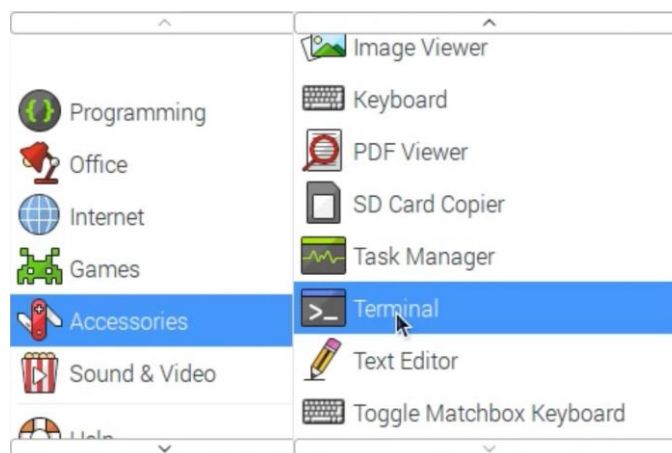 Programming
Office
Internet
Games
Accessories
Sound & Video
Help
Image Viewer
Keyboard
PDF Viewer
SD Card Copier
Task Manager
Terminal
Text Editor
Toggle Matchbox Keyboard